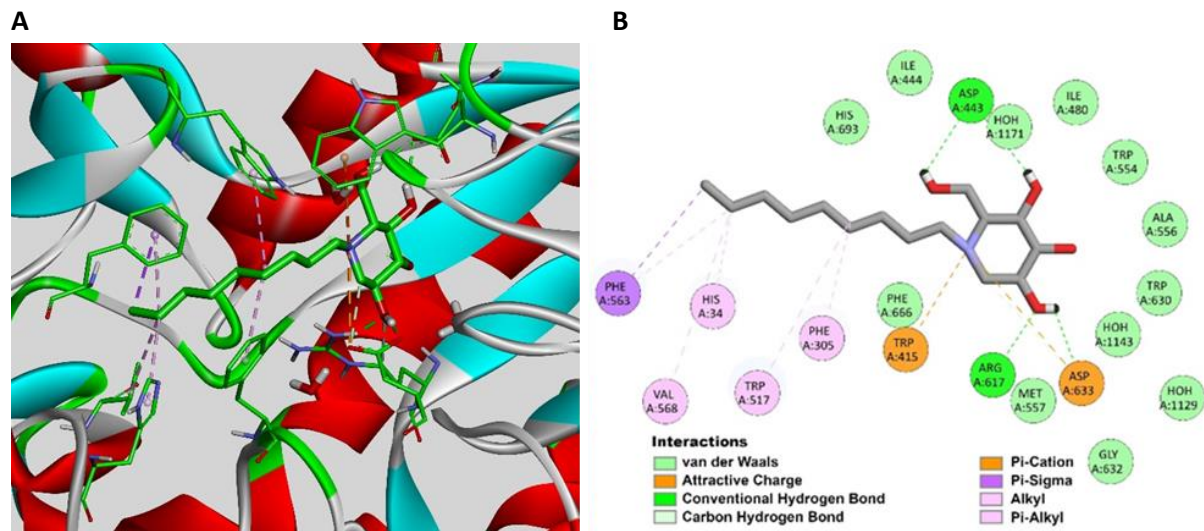 A
B
ILE
A:444
ASP
A:443
ILE
A:480
HIS
A:693
HOH
A:1171
TRP
A:554
ALA
A:556
PHE
A:563
HIS
A:34
PHE
A:666
TRP
A:630
PHE
A:305
TRP
A:415
HOH
A:1143
ARG
A:617
ASP
A:633
VAL
A:568
TRP
A:517
MET
A:557
HOH
A:1129
GLY
A:632
Interactions
van der Waals
Attractive Charge
Conventional Hydrogen Bond
Carbon Hydrogen Bond
Pi-Cation
Pi-Sigma
Alkyl
Pi-Alkyl